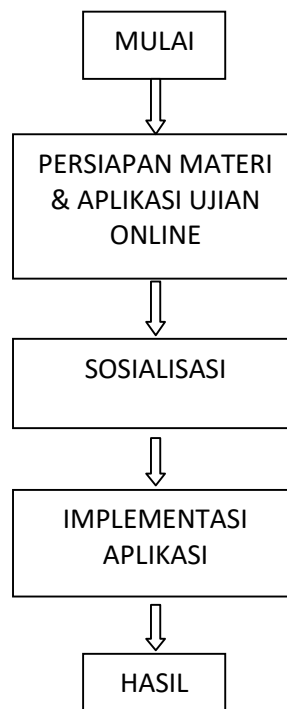 MULAI
PERSIAPAN MATERI
& APLIKASI UJIAN
ONLINE
SOSIALISASI
IMPLEMENTASI
APLIKASI
HASIL